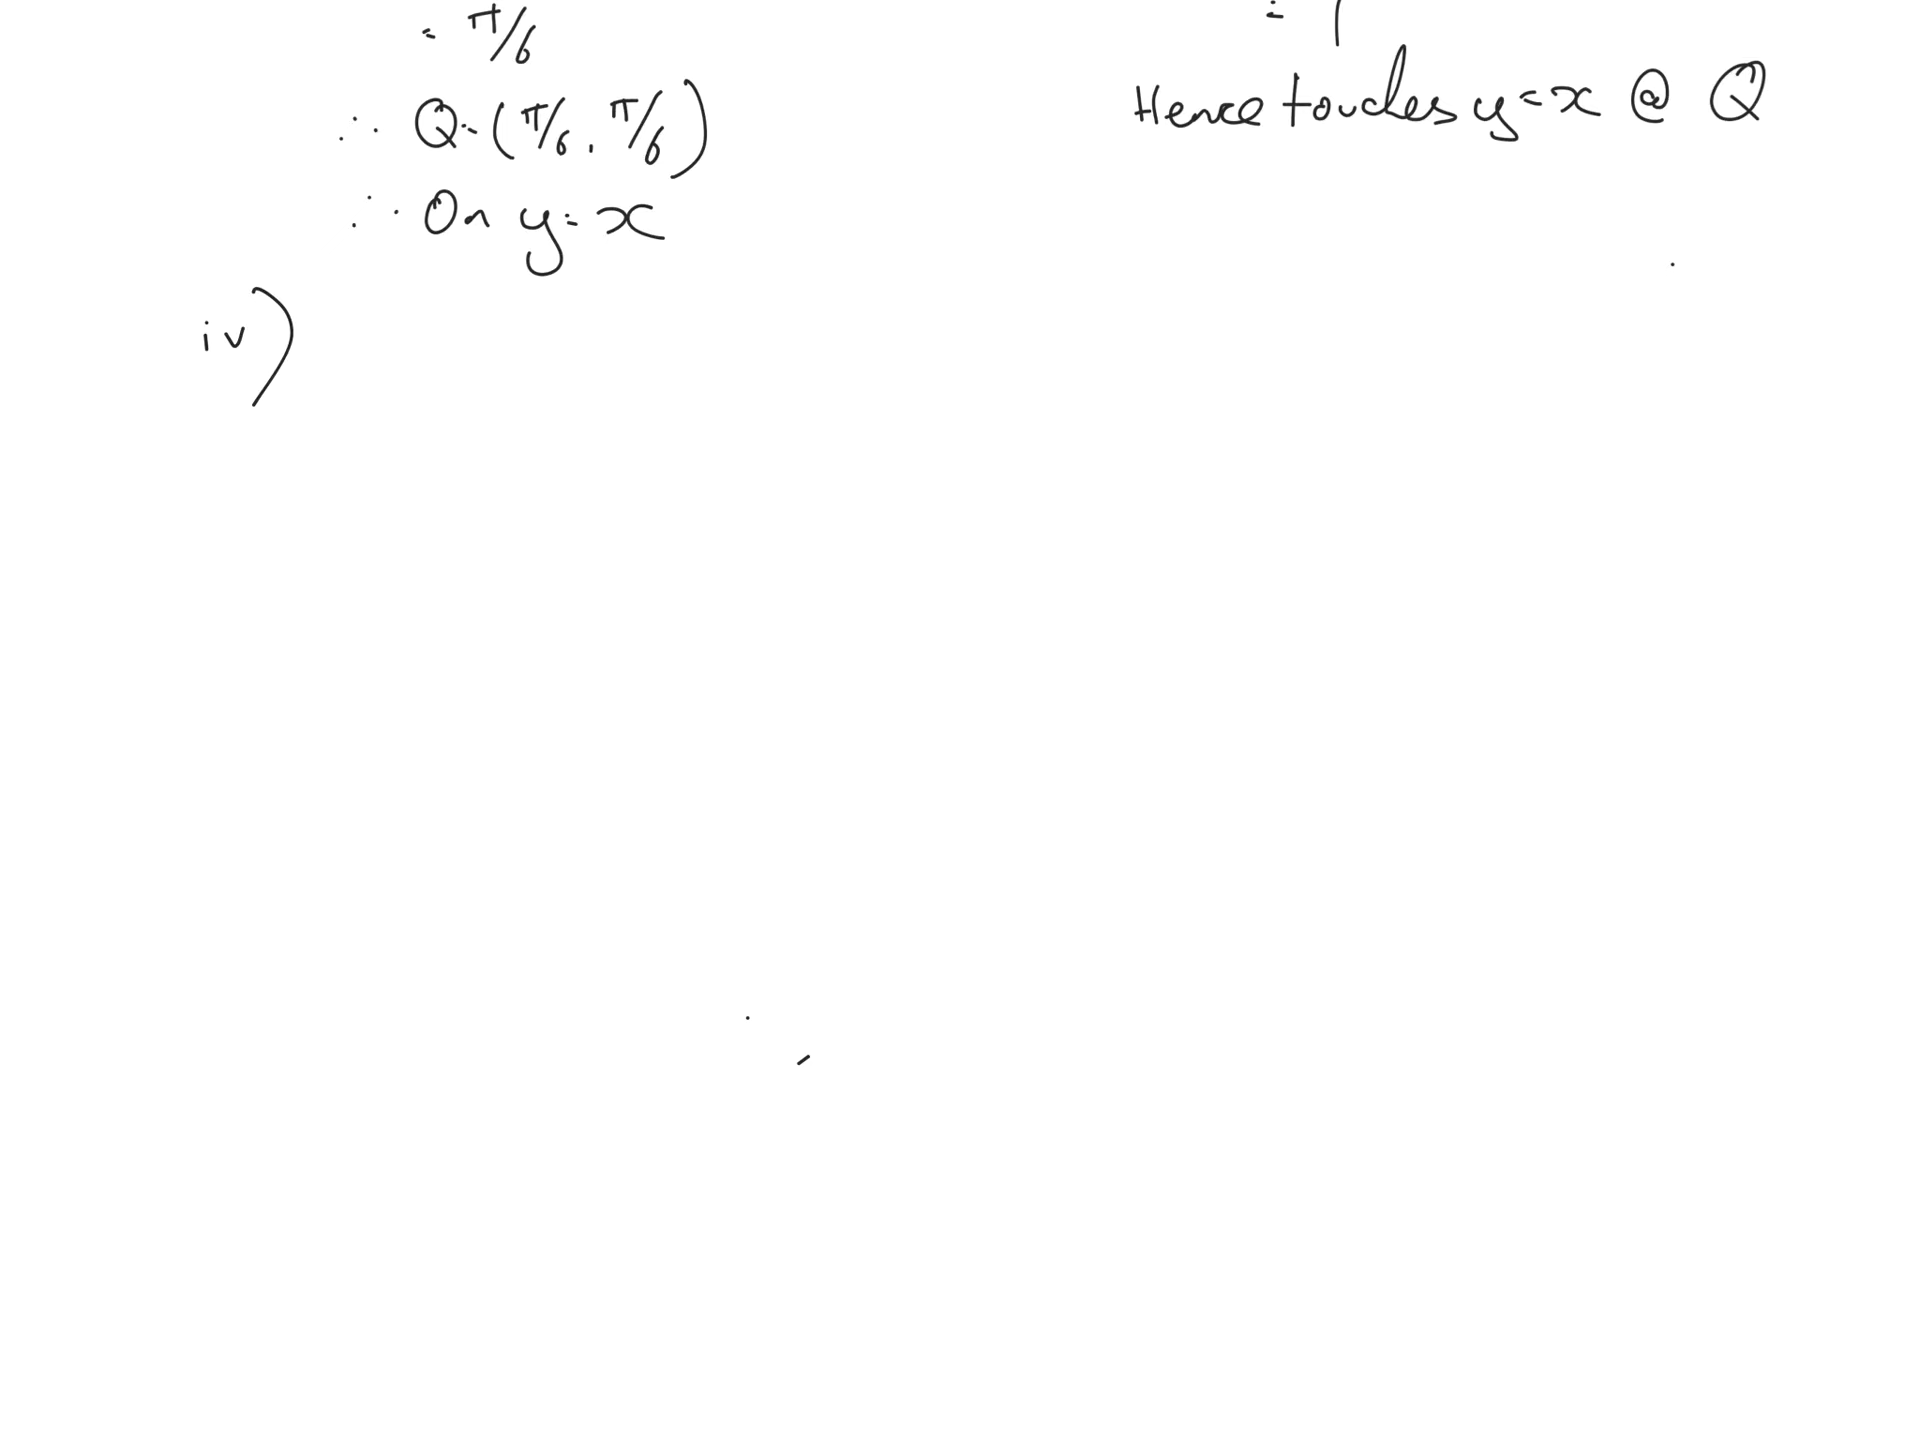 = π/6
= 1
∴ Q = (π/6, π/6)
Hence touches y = x @ Q
∴ On y = x
iv)